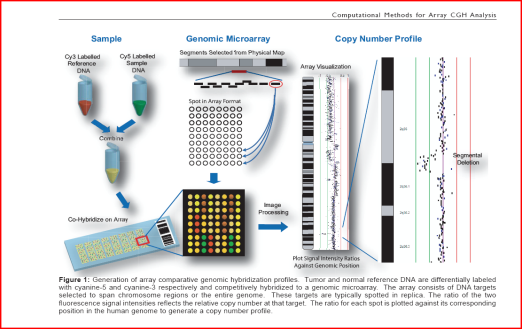 Computational Methods for Array CGH Analysis
Sample
Genomic Microarray
Copy Number Profile
Cy3 Labelled
Reference
DNA
Cy5 Labelled
Sample
DNA
Segments Selected from Physical Map
Array Visualization
Spot in Array Format
Combine
Segmental
Deletion
Co-Hybridize on Array
Image
Processing
Plot Signal Intensity Ratios
Against Genomic Position
Figure 1: Generation of array comparative genomic hybridization profiles. Tumor and normal reference DNA are differentially labeled
with cyanine-5 and cyanine-3 respectively and competitively hybridized to a genomic microarray. The array consists of DNA targets
selected to span chromosome regions or the entire genome. These targets are typically spotted in replica. The ratio of the two
fluorescence signal intensities reflects the relative copy number at that target. The ratio for each spot is plotted against its corresponding
position in the human genome to generate a copy number profile.